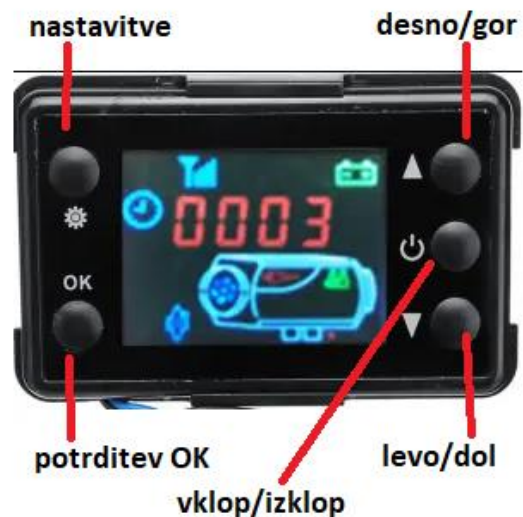 nastavitve
desno/gor
0003
OK
potrditev OK
levo/dol
vklop/izklop